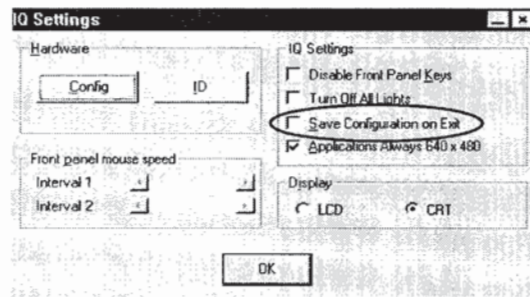 IQ Settings
Hardware
Config
ID
Front panel mouse speed
Interval 1
Interval 2
IQ Settings
Disable Front Panel Keys
Turn Off All Lights
Save Configuration on Exit
Applications Always 640 x 480
Display
LCD
CRT
OK